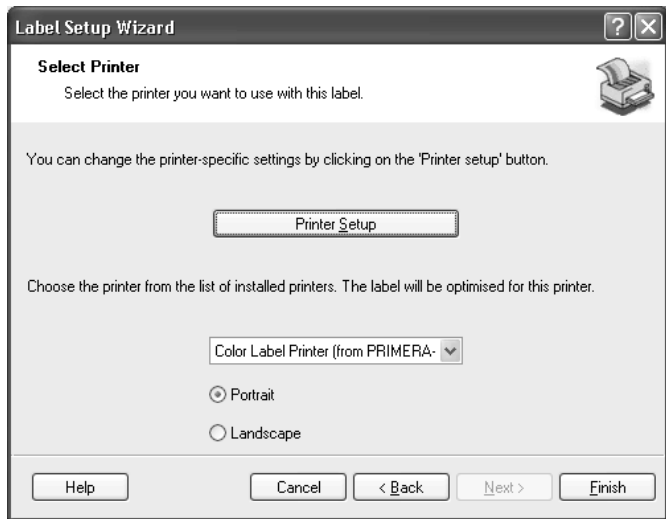 Label Setup Wizard
Select Printer
Select the printer you want to use with this label.
You can change the printer-specific settings by clicking on the 'Printer setup' button.
Printer Setup
Choose the printer from the list of installed printers. The label will be optimised for this printer.
Color Label Printer (from PRIMERA-
Portrait
Landscape
Help Cancel < Back Next > Finish